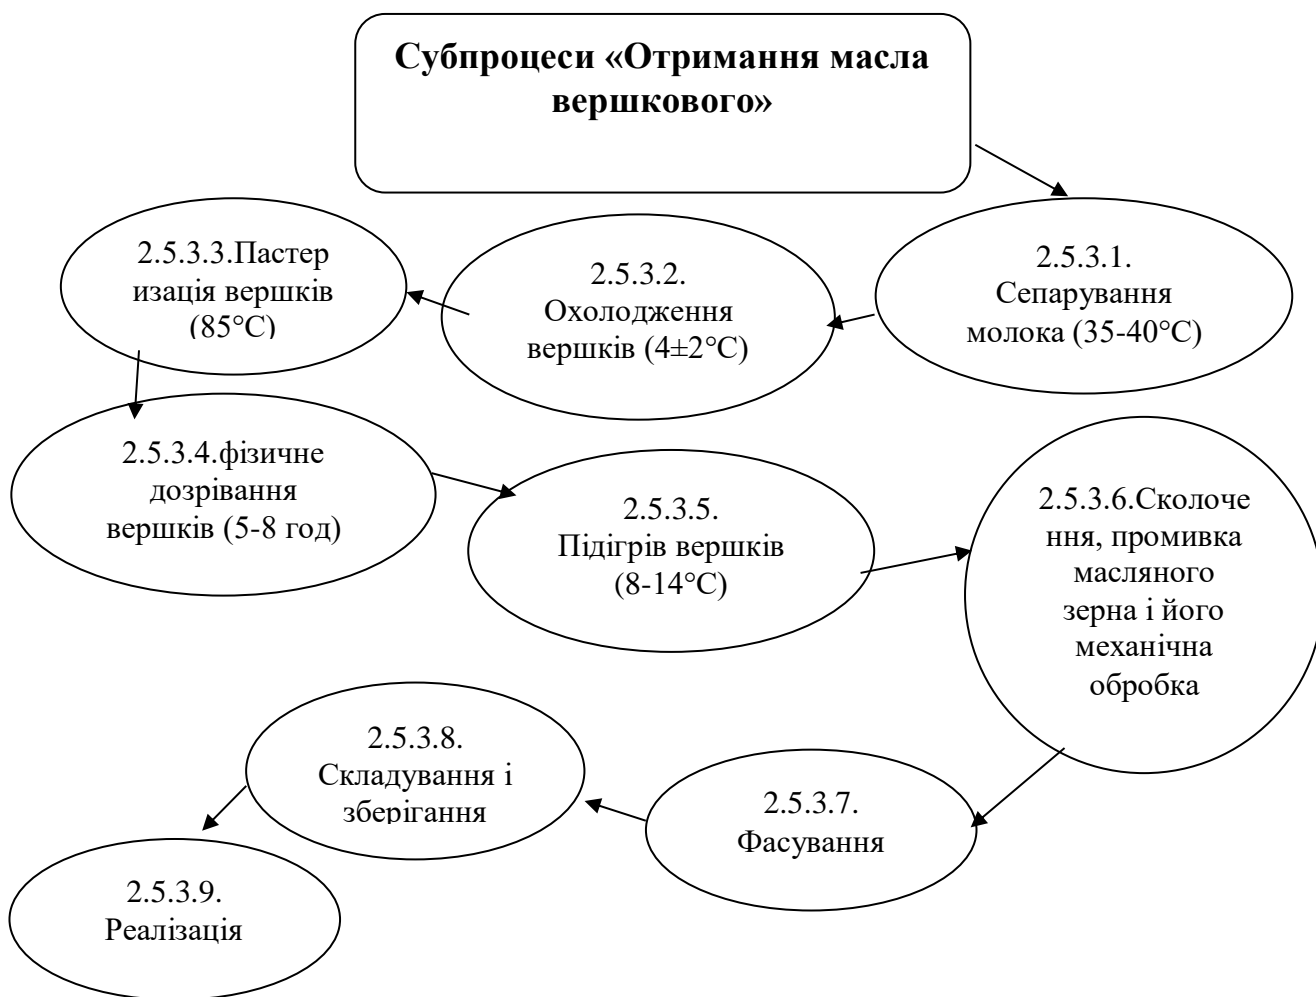 Субпроцеси «Отримання масла
вершкового»
2.5.3.1.
Сепарування
молока (35-40°С)
2.5.3.2.
Охолодження
вершків (4±2°С)
2.5.3.3.Пастер
изація вершків
(85°С)
2.5.3.4.фізичне
дозрівання
вершків (5-8 год)
2.5.3.5.
Підігрів вершків
(8-14°С)
2.5.3.6.Сколоче
ння, промивка
масляного
зерна і його
механічна
обробка
2.5.3.7.
Фасування
2.5.3.8.
Складування і
зберігання
2.5.3.9.
Реалізація